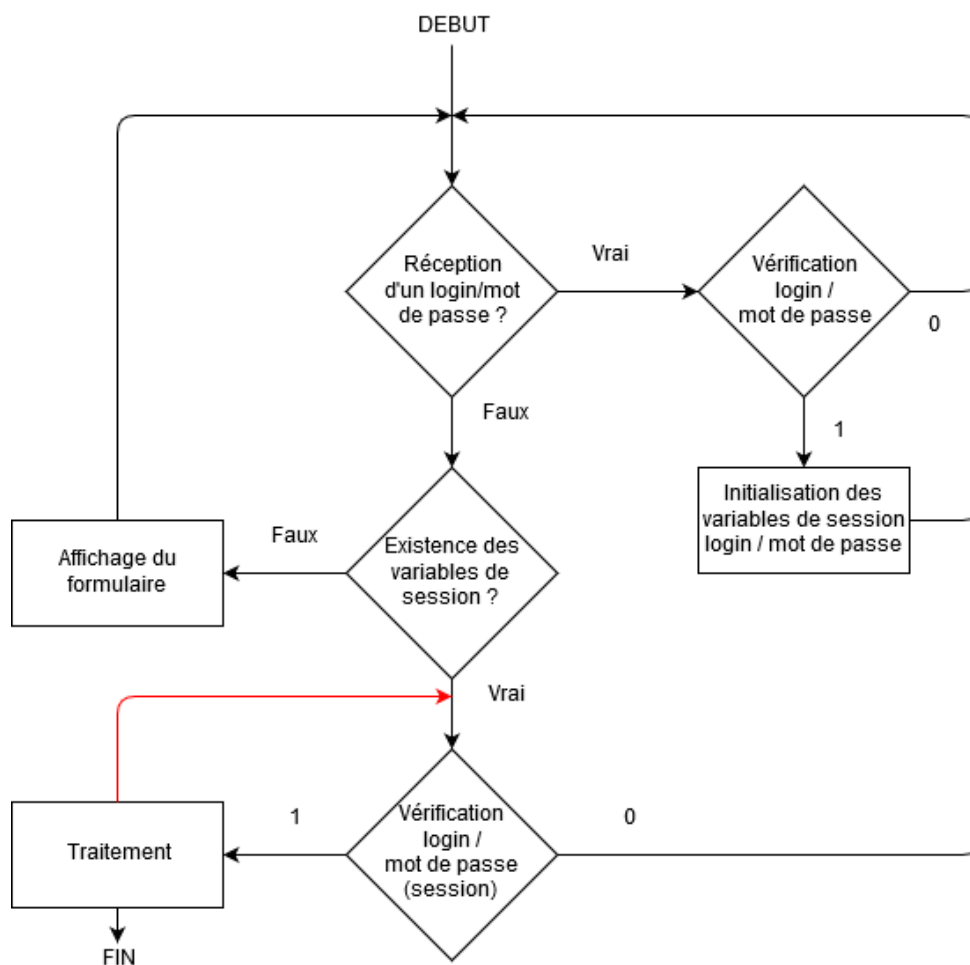 DÉBUT
Réception
d'un login/mot
de passe ?
Vrai
Vérification
login /
mot de passe
0
Faux
1
Initialisation des
variables de session
login / mot de passe
Existence des
variables de
session ?
Faux
Affichage du
formulaire
Vrai
Vérification
login /
mot de passe
(session)
1
0
Traitement
FIN